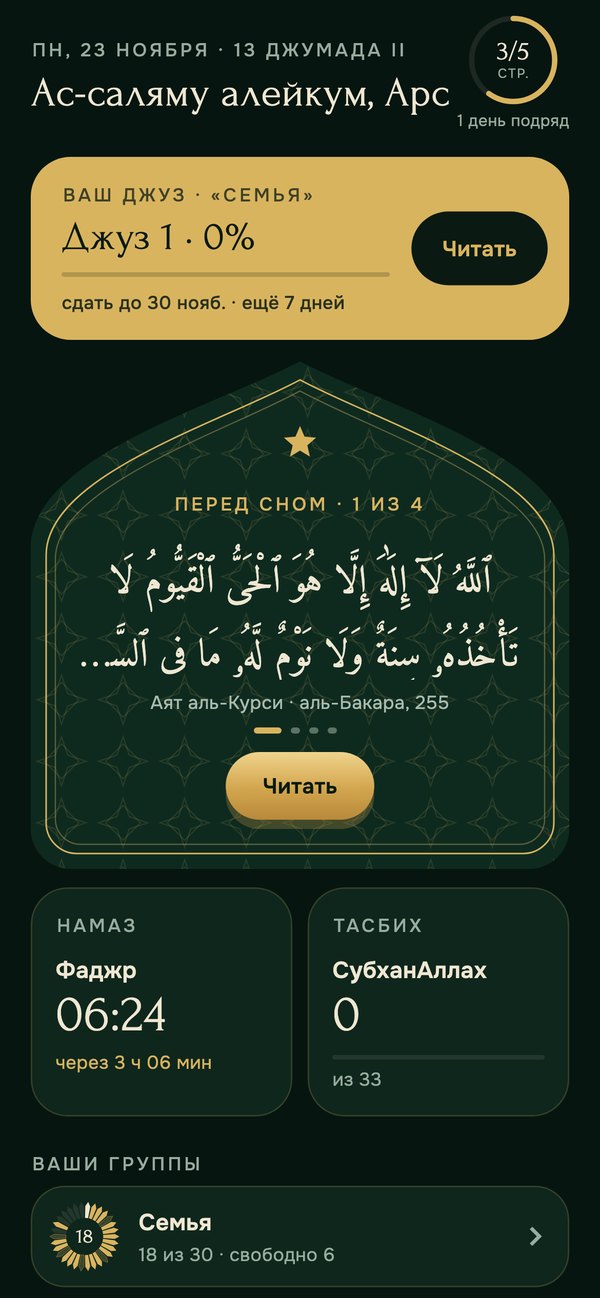 ПН, 23 НОЯБРЯ · 13 ДЖУМАДА II
Ас-саляму алейкум, Арс
3/5
СТР.
1 день подряд
ВАШ ДЖУЗ · «СЕМЬЯ»
Джуз 1 · 0%
сдать до 30 нояб. · ещё 7 дней
Читать
ПЕРЕД СНОМ · 1 ИЗ 4
ٱللَّهُ لَآ إِلَٰهَ إِلَّا هُوَ ٱلْحَىُّ ٱلْقَيُّومُ لَا
تَأْخُذُهُۥ سِنَةٌ وَلَا نَوْمٌ لَّهُۥ مَا فِى ٱلسَّ...
Аят аль-Курси · аль-Бакара, 255
Читать
НАМАЗ
Фаджр
06:24
через 3 ч 06 мин
ТАСБИХ
СубханАллах
0
из 33
ВАШИ ГРУППЫ
18
Семья
18 из 30 · свободно 6